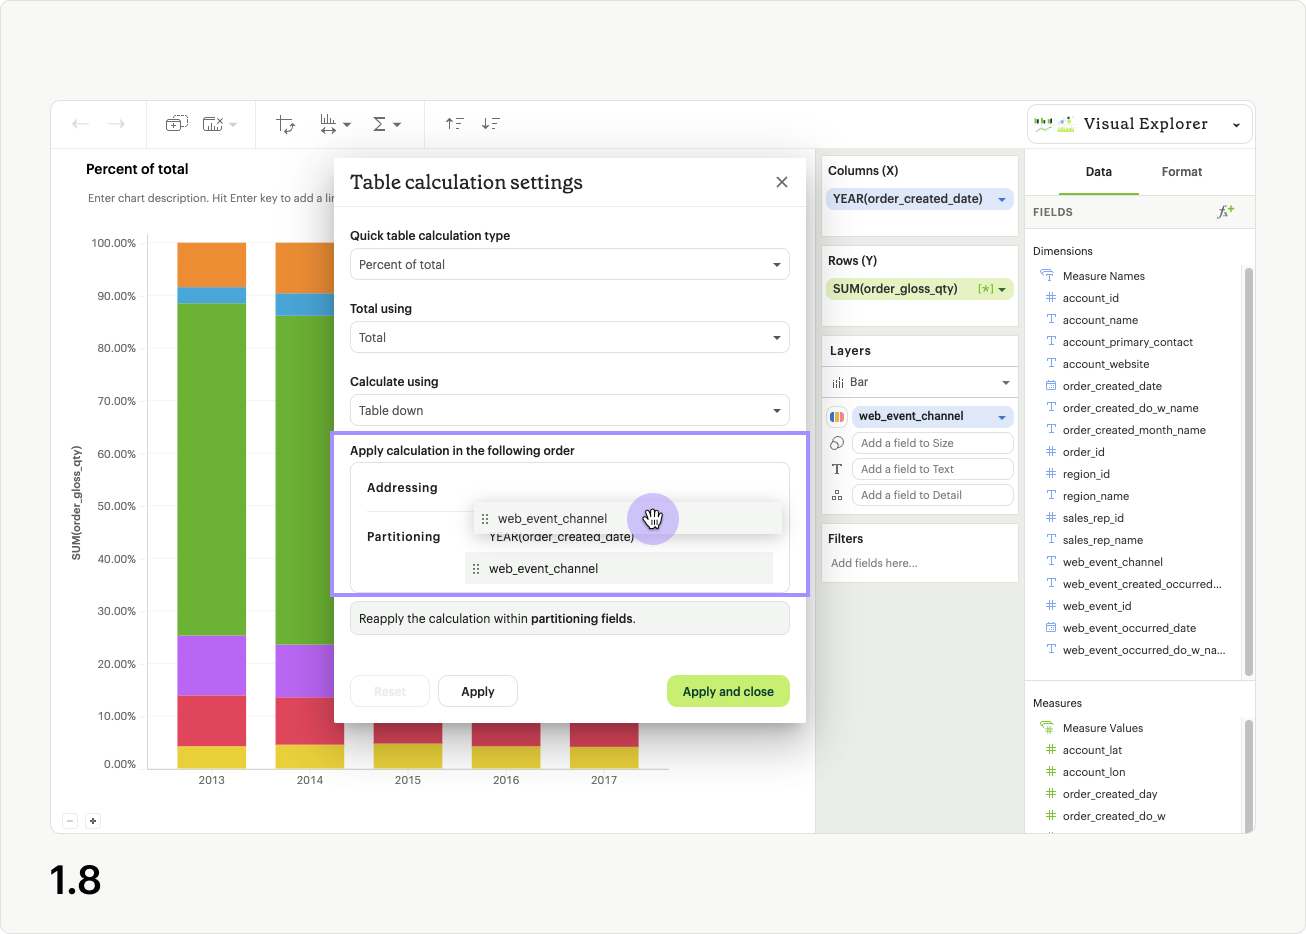 Visual Explorer
Percent of total
Enter chart description. Hit Enter key to add a lin
100.00%
90.00%
80.00%
70.00%
60.00%
50.00%
40.00%
30.00%
20.00%
10.00%
0.00%
SUM(order_gloss_qty)
2013
2014
2015
2016
2017
Table calculation settings
Quick table calculation type
Percent of total
Total using
Total
Calculate using
Table down
Apply calculation in the following order
Addressing
web_event_channel
Partitioning
YEAR(order_created_date)
web_event_channel
Reapply the calculation within partitioning fields.
Reset
Apply
Apply and close
Columns (X)
YEAR(order_created_date)
Rows (Y)
SUM(order_gloss_qty)
[*]
Layers
Bar
web_event_channel
Add a field to Size
Add a field to Text
Add a field to Detail
Filters
Add fields here...
Data
Format
FIELDS
Dimensions
Measure Names
account_id
account_name
account_primary_contact
account_website
order_created_date
order_created_do_w_name
order_created_month_name
order_id
region_id
region_name
sales_rep_id
sales_rep_name
web_event_channel
web_event_created_occurred...
web_event_id
web_event_occurred_date
web_event_occurred_do_w_na...
Measures
Measure Values
account_lat
account_lon
order_created_day
order_created_do_w
1.8